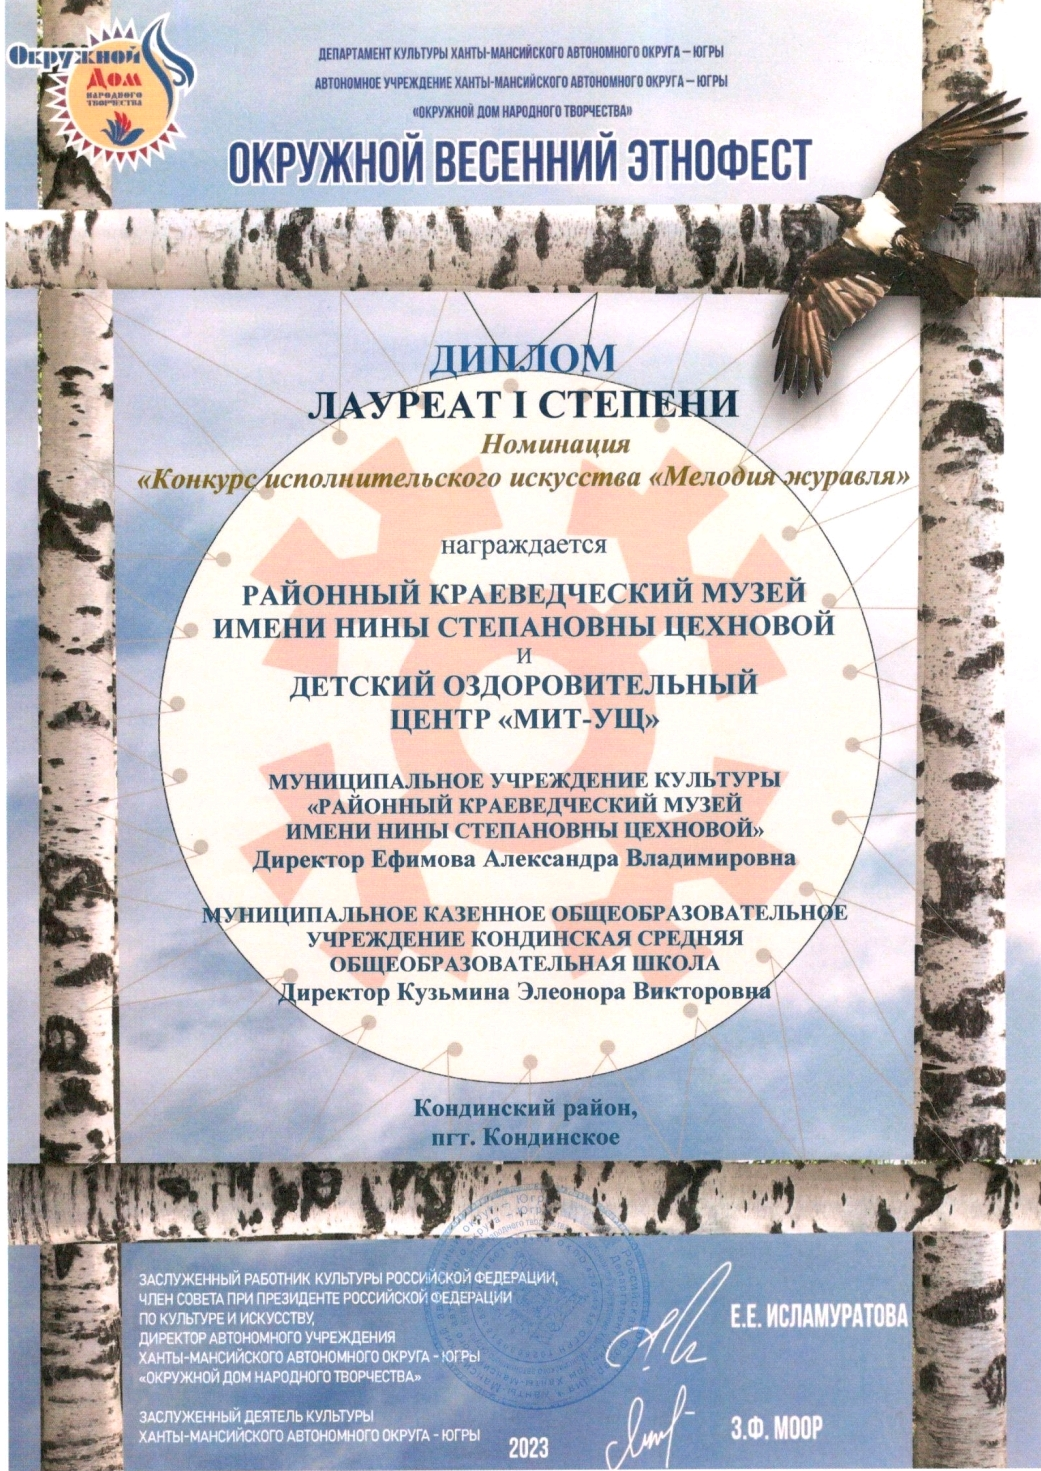 Окружной
Дом
НАРОДНОГО
ТВОРЧЕСТВА
ДЕПАРТАМЕНТ КУЛЬТУРЫ ХАНТЫ-МАНСИЙСКОГО АВТОНОМНОГО ОКРУГА – ЮГРЫ
АВТОНОМНОЕ УЧРЕЖДЕНИЕ ХАНТЫ-МАНСИЙСКОГО АВТОНОМНОГО ОКРУГА – ЮГРЫ
«ОКРУЖНОЙ ДОМ НАРОДНОГО ТВОРЧЕСТВА»
ОКРУЖНОЙ ВЕСЕННИЙ ЭТНОФЕСТ
ДИПЛОМ
ЛАУРЕАТ I СТЕПЕНИ
Номинация
«Конкурс исполнительского искусства «Мелодия журавля»
награждается
РАЙОННЫЙ КРАЕВЕДЧЕСКИЙ МУЗЕЙ
ИМЕНИ НИНЫ СТЕПАНОВНЫ ЦЕХНОВОЙ
И
ДЕТСКИЙ ОЗДОРОВИТЕЛЬНЫЙ
ЦЕНТР «МИТ-УЩ»
МУНИЦИПАЛЬНОЕ УЧРЕЖДЕНИЕ КУЛЬТУРЫ
«РАЙОННЫЙ КРАЕВЕДЧЕСКИЙ МУЗЕЙ
ИМЕНИ НИНЫ СТЕПАНОВНЫ ЦЕХНОВОЙ»
Директор Ефимова Александра Владимировна
МУНИЦИПАЛЬНОЕ КАЗЕННОЕ ОБЩЕОБРАЗОВАТЕЛЬНОЕ
УЧРЕЖДЕНИЕ КОНДИНСКАЯ СРЕДНЯЯ
ОБЩЕОБРАЗОВАТЕЛЬНАЯ ШКОЛА
Директор Кузьмина Элеонора Викторовна
Кондинский район,
пгт. Кондинское
ЗАСЛУЖЕННЫЙ РАБОТНИК КУЛЬТУРЫ РОССИЙСКОЙ ФЕДЕРАЦИИ,
ЧЛЕН СОВЕТА ПРИ ПРЕЗИДЕНТЕ РОССИЙСКОЙ ФЕДЕРАЦИИ
ПО КУЛЬТУРЕ И ИСКУССТВУ,
ДИРЕКТОР АВТОНОМНОГО УЧРЕЖДЕНИЯ
ХАНТЫ-МАНСИЙСКОГО АВТОНОМНОГО ОКРУГА - ЮГРЫ
«ОКРУЖНОЙ ДОМ НАРОДНОГО ТВОРЧЕСТВА»
Е.Е. ИСЛАМУРАТОВА
ЗАСЛУЖЕННЫЙ ДЕЯТЕЛЬ КУЛЬТУРЫ
ХАНТЫ-МАНСИЙСКОГО АВТОНОМНОГО ОКРУГА - ЮГРЫ
З.Ф. МООР
2023